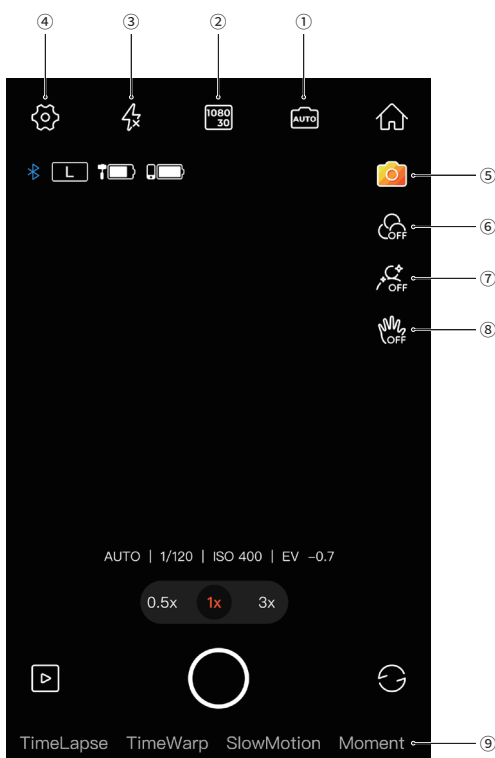 ④ ③ ② ①
1080
30
AUTO
L
⑤
OFF ⑥
OFF ⑦
OFF ⑧
AUTO | 1/120 | ISO 400 | EV -0.7
0.5x 1x 3x
TimeLapse TimeWarp SlowMotion Moment ⑨